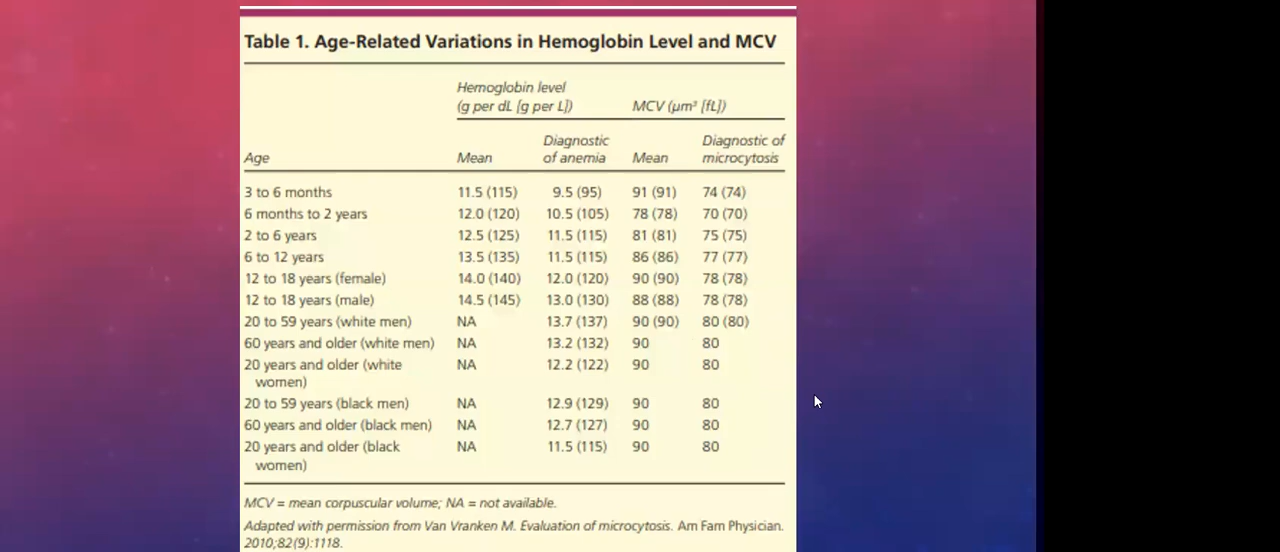 Table 1. Age-Related Variations in Hemoglobin Level and MCV
Hemoglobin level
(g per dL [g per L]) MCV (µm³ [fL])
Diagnostic Diagnostic of
Age Mean of anemia Mean microcytosis
3 to 6 months 11.5 (115) 9.5 (95) 91 (91) 74 (74)
6 months to 2 years 12.0 (120) 10.5 (105) 78 (78) 70 (70)
2 to 6 years 12.5 (125) 11.5 (115) 81 (81) 75 (75)
6 to 12 years 13.5 (135) 11.5 (115) 86 (86) 77 (77)
12 to 18 years (female) 14.0 (140) 12.0 (120) 90 (90) 78 (78)
12 to 18 years (male) 14.5 (145) 13.0 (130) 88 (88) 78 (78)
20 to 59 years (white men) NA 13.7 (137) 90 (90) 80 (80)
60 years and older (white men) NA 13.2 (132) 90 80
20 years and older (white NA 12.2 (122) 90 80
women)
20 to 59 years (black men) NA 12.9 (129) 90 80
60 years and older (black men) NA 12.7 (127) 90 80
20 years and older (black NA 11.5 (115) 90 80
women)
MCV = mean corpuscular volume; NA = not available.
Adapted with permission from Van Vranken M. Evaluation of microcytosis. Am Fam Physician.
2010;82(9):1118.